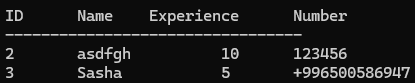 ID      Name    Experience      Number
---------------------------------
2       asdfgh          10      123456
3       Sasha           5       +996500586947